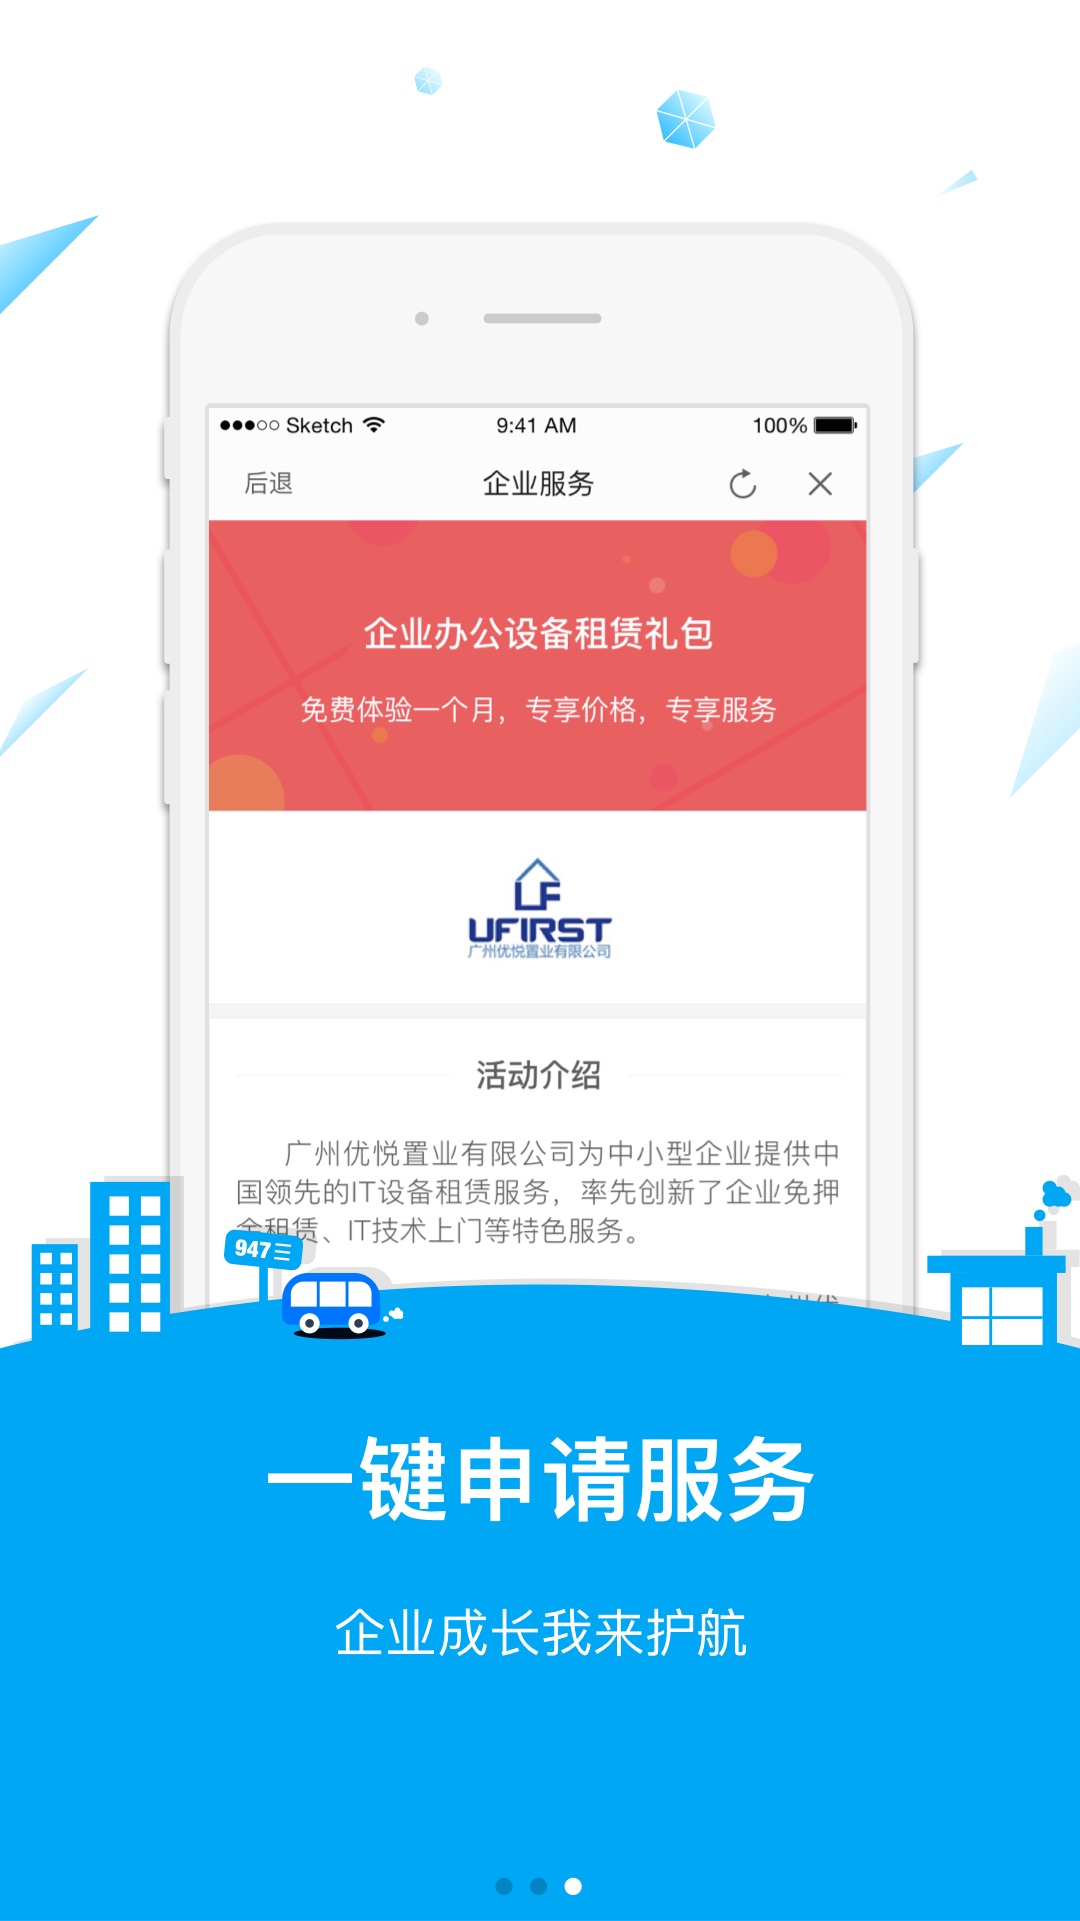 Sketch 9:41 AM 100%
后退 企业服务
企业办公设备租赁礼包
免费体验一个月，专享价格，专享服务
UF
UFIRST
广州优悦置业有限公司
活动介绍
广州优悦置业有限公司为中小型企业提供中
国领先的IT设备租赁服务，率先创新了企业免押
金租赁、IT技术上门等特色服务。
947
一键申请服务
企业成长我来护航